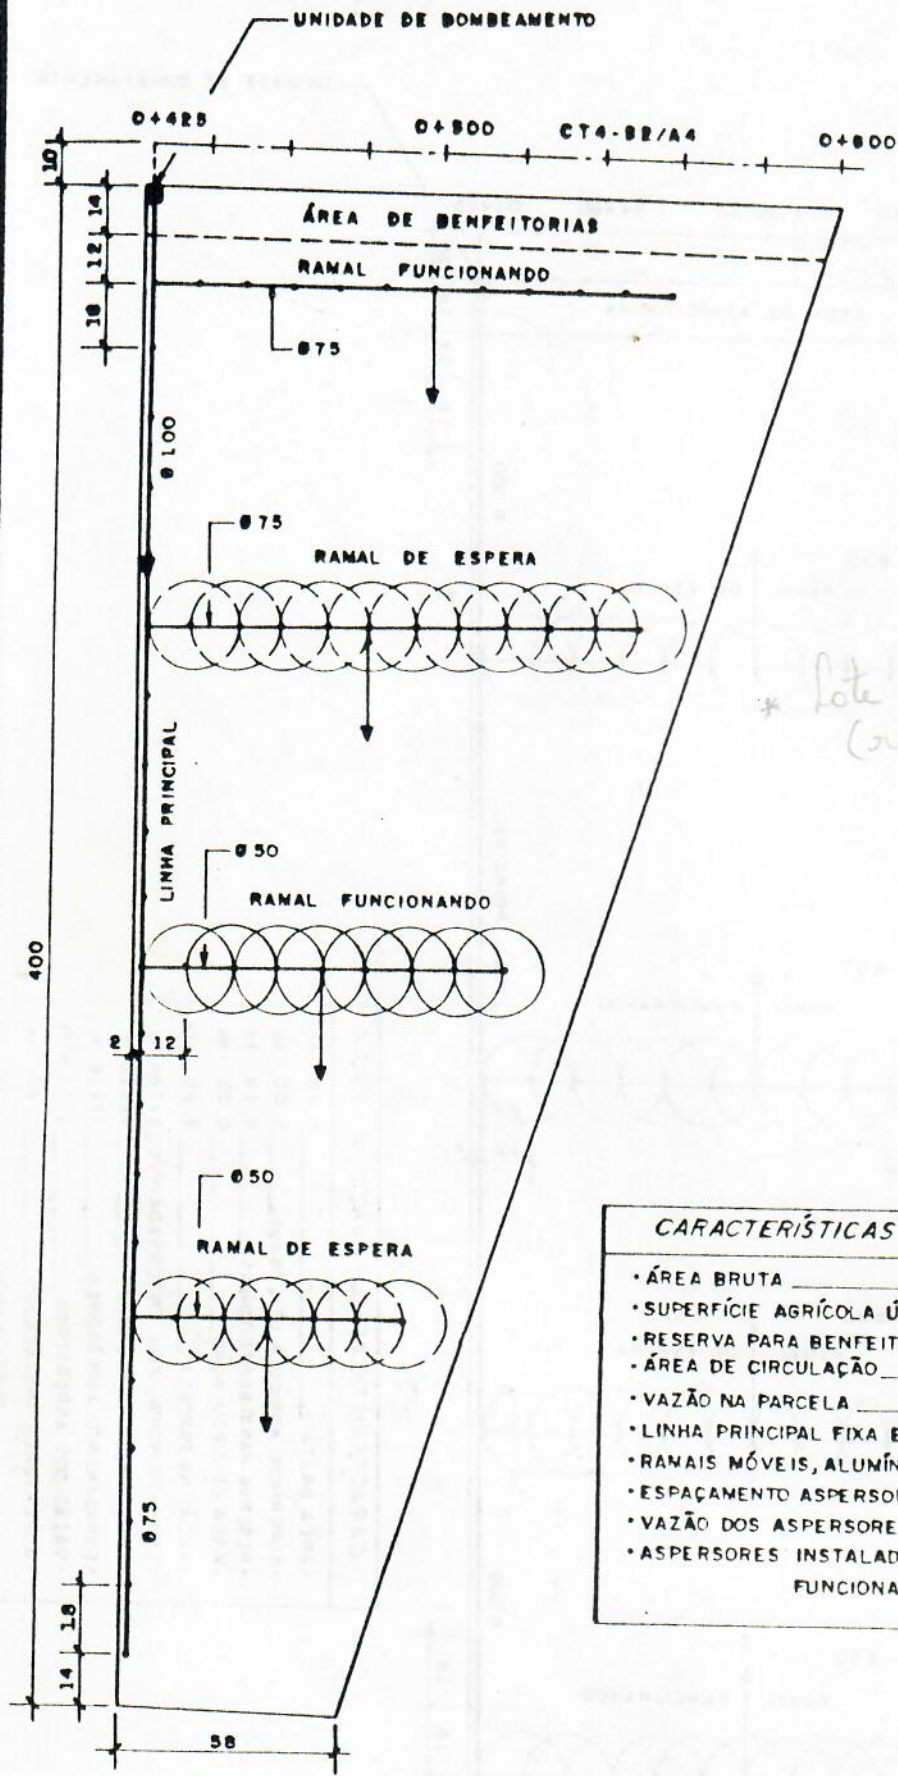 UNIDADE DE BOMBEAMENTO
0+425
0+500
CT4-S2/A4
0+600
10
14
12
18
ÁREA DE BENFEITORIAS
RAMAL FUNCIONANDO
Ø75
Ø100
Ø75
RAMAL DE ESPERA
* Lote
LINHA PRINCIPAL
Ø50
RAMAL FUNCIONANDO
400
2
12
Ø50
RAMAL DE ESPERA
Ø75
18
14
58
CARACTERÍSTICAS
• ÁREA BRUTA
• SUPERFÍCIE AGRÍCOLA Ú
• RESERVA PARA BENFEIT
• ÁREA DE CIRCULAÇÃO
• VAZÃO NA PARCELA
• LINHA PRINCIPAL FIXA E
• RAMAIS MÓVEIS, ALUMÍN
• ESPAÇAMENTO ASPERSO
• VAZÃO DOS ASPERSORE
• ASPERSORES INSTALAD
FUNCIONA